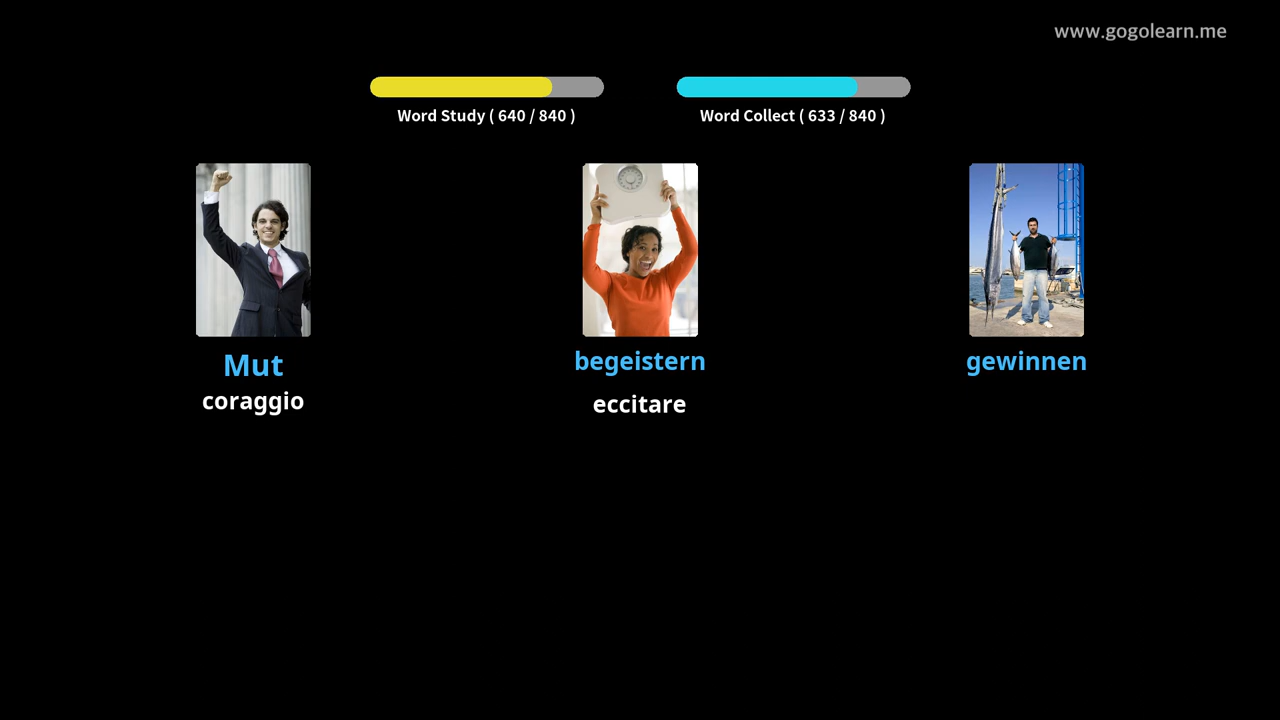 www.gogolearn.me
Word Study ( 640 / 840 )
Word Collect ( 633 / 840 )
Mut
coraggio
begeistern
eccitare
gewinnen